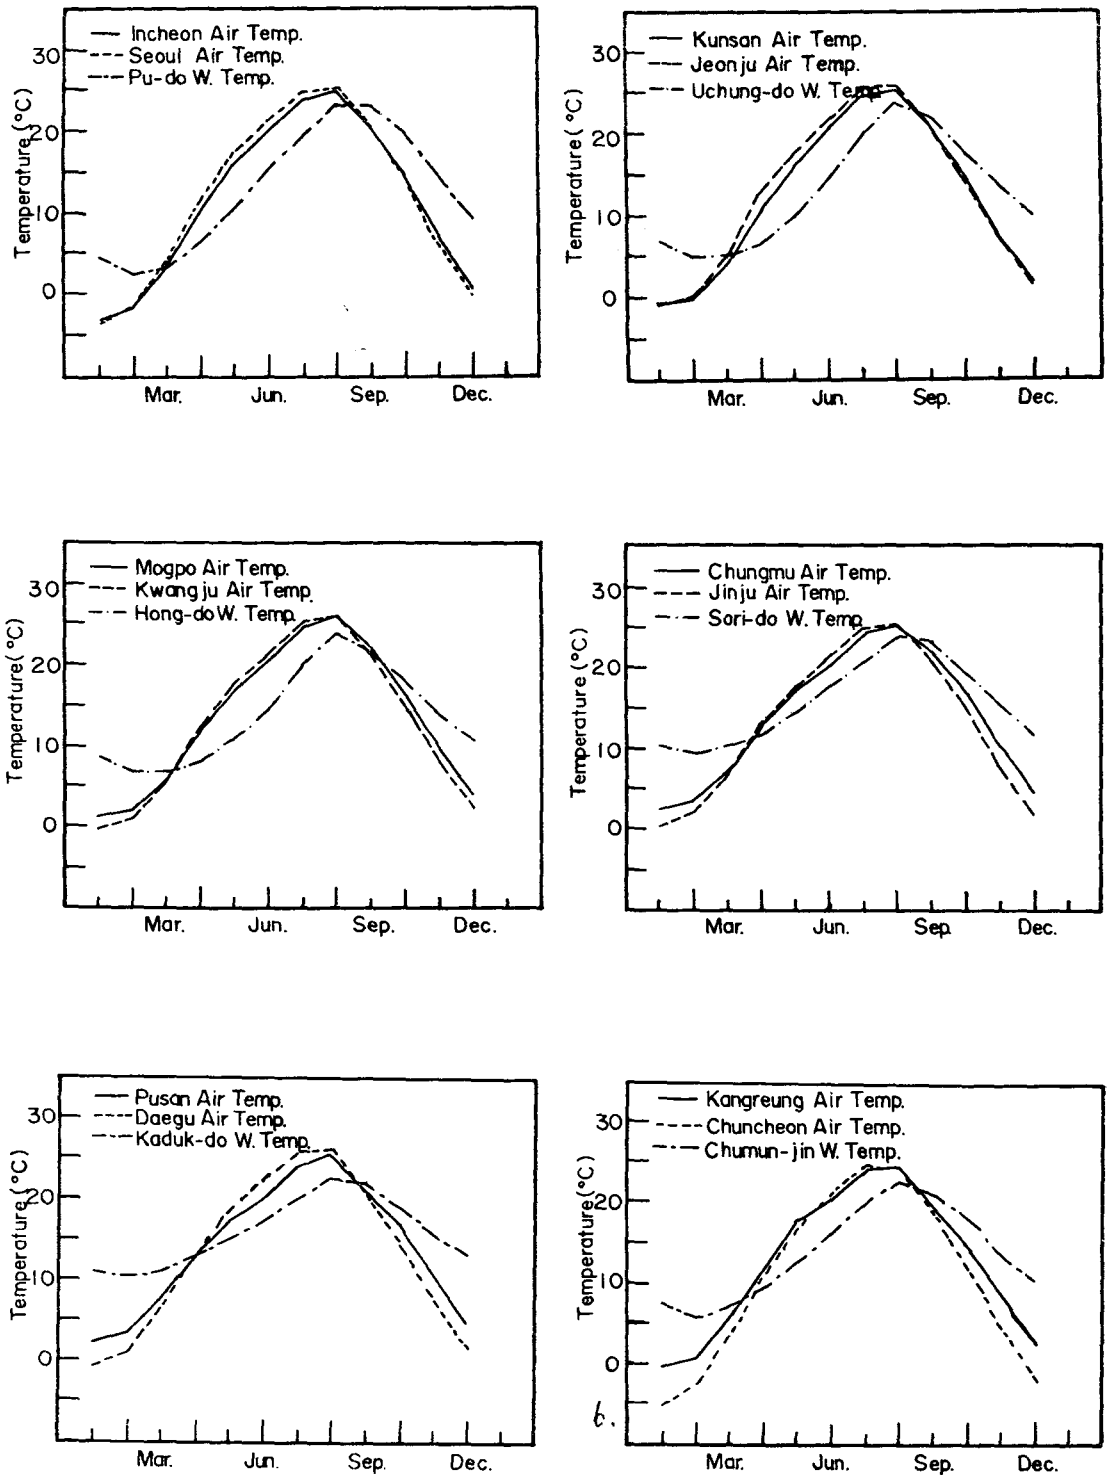 Incheon Air Temp.
Seoul Air Temp.
Pu-do W. Temp.
30
20
10
0
Temperature (°C)
Mar. Jun. Sep. Dec.
Kunsan Air Temp.
Jeonju Air Temp.
Uchung-do W. Temp
30
20
10
0
Temperature (°C)
Mar. Jun. Sep. Dec.
Mogpo Air Temp.
Kwangju Air Temp.
Hong-do W. Temp
30
20
10
0
Temperature (°C)
Mar. Jun. Sep. Dec.
Chungmu Air Temp.
Jinju Air Temp.
Sori-do W. Temp
30
20
10
0
Temperature (°C)
Mar. Jun. Sep. Dec.
Pusan Air Temp.
Daegu Air Temp.
Kaduk-do W. Temp.
30
20
10
0
Temperature (°C)
Mar. Jun. Sep. Dec.
Kangreung Air Temp.
Chuncheon Air Temp.
Chumun-jin W. Temp.
30
20
10
0
Temperature (°C)
Mar. Jun. Sep. Dec.